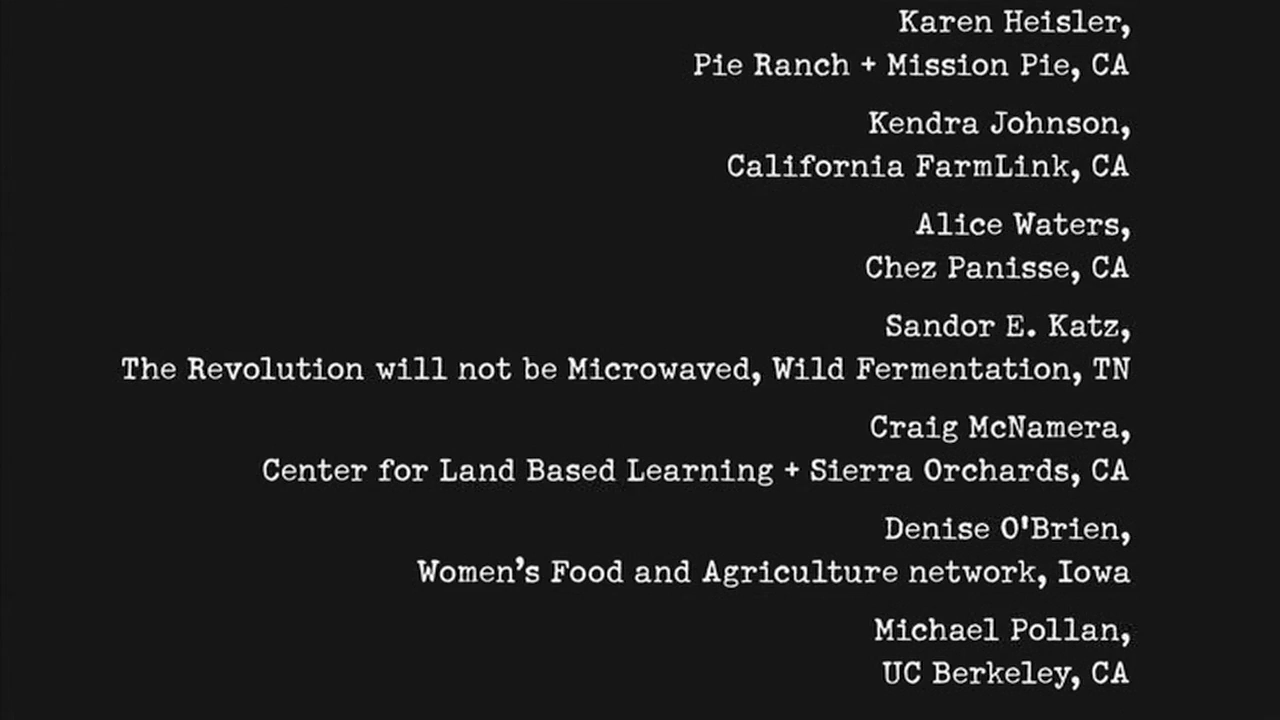 Karen Heisler,
Pie Ranch + Mission Pie, CA
Kendra Johnson,
California FarmLink, CA
Alice Waters,
Chez Panisse, CA
Sandor E. Katz,
The Revolution will not be Microwaved, Wild Fermentation, TN
Craig McNamera,
Center for Land Based Learning + Sierra Orchards, CA
Denise O'Brien,
Women’s Food and Agriculture network, Iowa
Michael Pollan,
UC Berkeley, CA